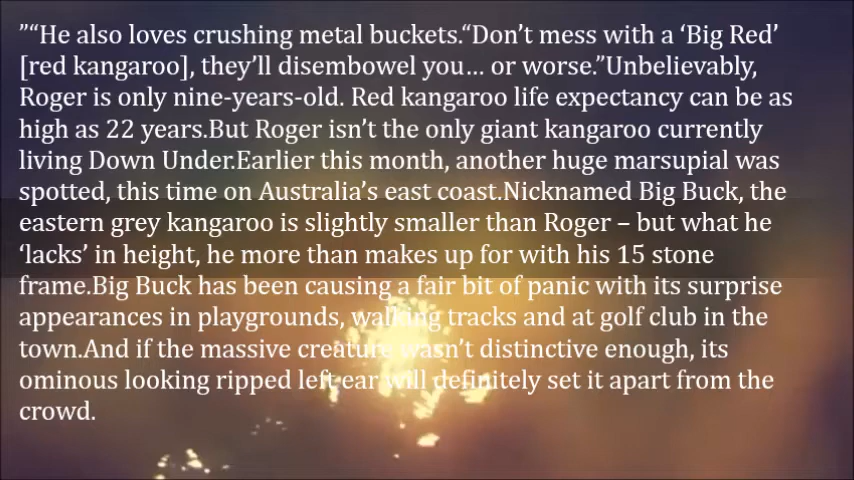 ”“He also loves crushing metal buckets.“Don’t mess with a ‘Big Red’
[red kangaroo], they’ll disembowel you… or worse.”Unbelievably,
Roger is only nine-years-old. Red kangaroo life expectancy can be as
high as 22 years.But Roger isn’t the only giant kangaroo currently
living Down Under.Earlier this month, another huge marsupial was
spotted, this time on Australia’s east coast.Nicknamed Big Buck, the
eastern grey kangaroo is slightly smaller than Roger – but what he
‘lacks’ in height, he more than makes up for with his 15 stone
frame.Big Buck has been causing a fair bit of panic with its surprise
appearances in playgrounds, walking tracks and at golf club in the
town.And if the massive creature wasn’t distinctive enough, its
ominous looking ripped left ear will definitely set it apart from the
crowd.